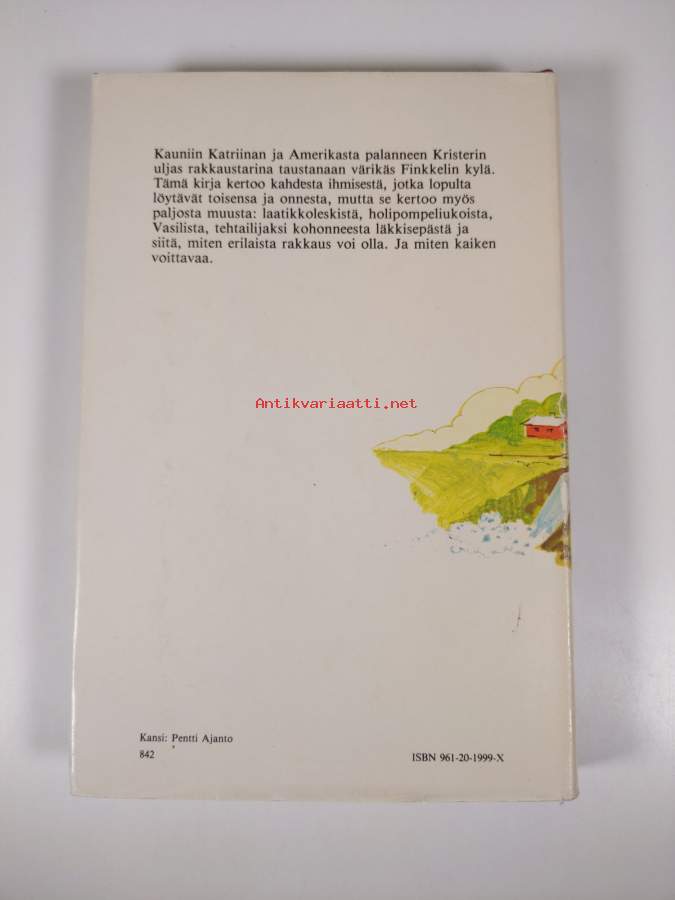 Kauniin Katriinan ja Amerikasta palanneen Kristerin
uljas rakkaustarina taustanaan värikäs Finkkelin kylä.
Tämä kirja kertoo kahdesta ihmisestä, jotka lopulta
löytävät toisensa ja onnesta, mutta se kertoo myös
paljosta muusta: laatikkoleskistä, holipompeliukoista,
Vasilista, tehtailijaksi kohonneesta läkkisepästä ja
siitä, miten erilaista rakkaus voi olla. Ja miten kaiken
voittavaa.
Antikvariaatti.net
Kansi: Pentti Ajanto
842
ISBN 961-20-1999-X